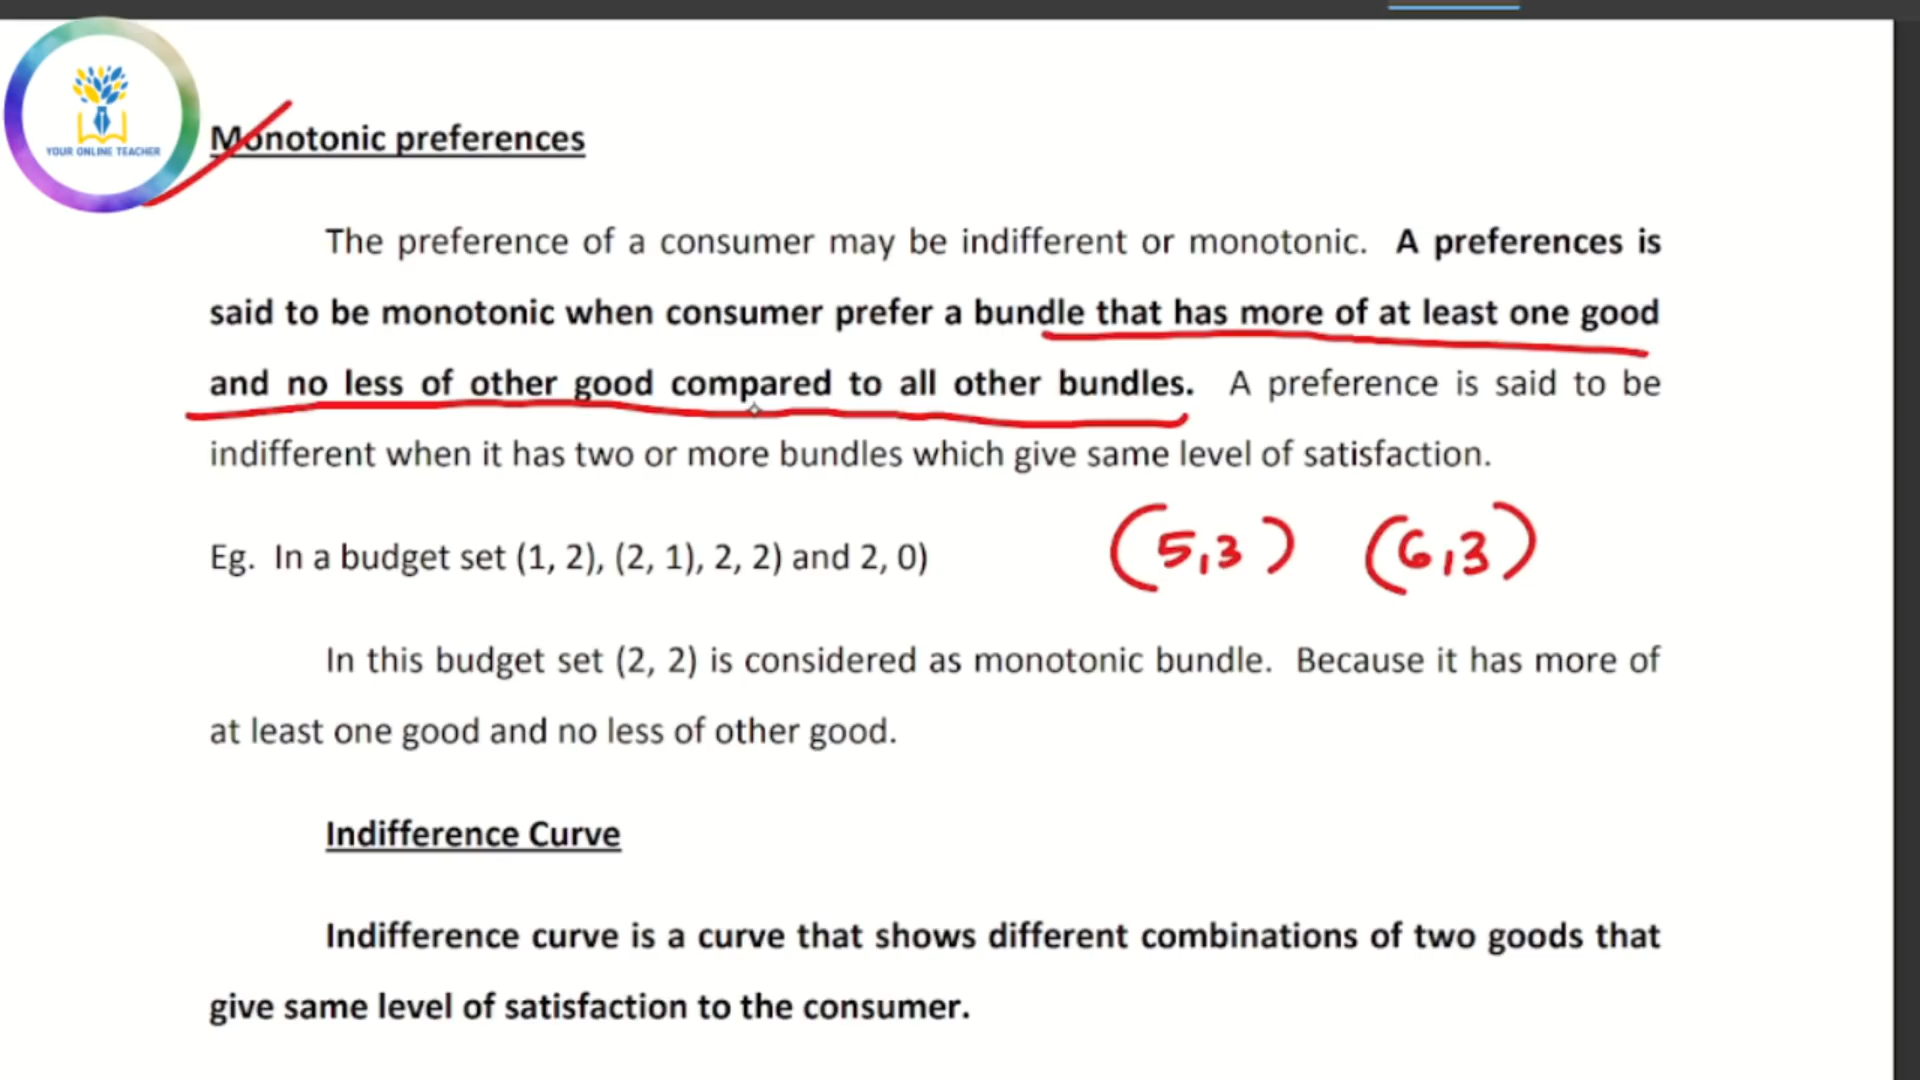 YOUR ONLINE TEACHER
Monotonic preferences
The preference of a consumer may be indifferent or monotonic. A preferences is
said to be monotonic when consumer prefer a bundle that has more of at least one good
and no less of other good compared to all other bundles. A preference is said to be
indifferent when it has two or more bundles which give same level of satisfaction.
Eg. In a budget set (1, 2), (2, 1), 2, 2) and 2, 0)
(5,3) (6,3)
In this budget set (2, 2) is considered as monotonic bundle. Because it has more of
at least one good and no less of other good.
Indifference Curve
Indifference curve is a curve that shows different combinations of two goods that
give same level of satisfaction to the consumer.